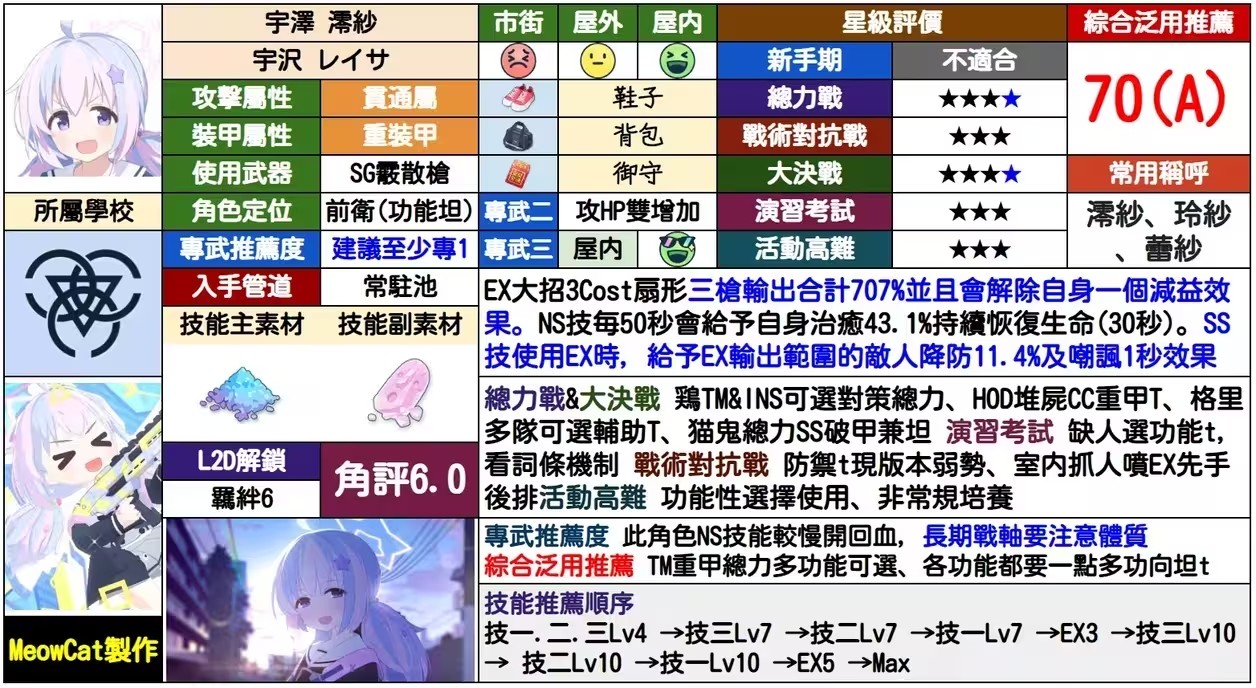 宇澤 澪紗
宇沢 レイサ
攻擊屬性 貫通屬
裝甲屬性 重裝甲
使用武器 SG霰散槍
角色定位 前衛(功能坦)
專武推薦度 建議至少專1
入手管道 常駐池
技能主素材 技能副素材
L2D解鎖
羈絆6
角評6.0
所屬學校
MeowCat製作
市街 屋外 屋内
鞋子
背包
御守
專武二 攻HP雙增加
專武三 屋内
星級評價
新手期 不適合
總力戰 ★★★★
戰術對抗戰 ★★★
大決戰 ★★★★
演習考試 ★★★
活動高難 ★★★
綜合泛用推薦
70(A)
常用稱呼
澪紗、玲紗
、蕾紗
EX大招3Cost扇形三槍輸出合計707%並且會解除自身一個減益效
果。NS技每50秒會給予自身治癒43.1%持續恢復生命(30秒)。SS
技使用EX時, 給予EX輸出範圍的敵人降防11.4%及嘲諷1秒效果
總力戰&大決戰 鶏TM&INS可選對策總力、HOD堆屍CC重甲T、格里
多隊可選輔助T、猫鬼總力SS破甲兼坦 演習考試 缺人選功能t,
看詞條機制 戰術對抗戰 防禦t現版本弱勢、室内抓人噴EX先手
後排活動高難 功能性選擇使用、非常規培養
專武推薦度 此角色NS技能較慢開回血, 長期戰軸要注意體質
綜合泛用推薦 TM重甲總力多功能可選、各功能都要一點多功向坦t
技能推薦順序
技一.二.三Lv4 →技三Lv7 →技二Lv7 →技一Lv7 →EX3 →技三Lv10
→ 技二Lv10 →技一Lv10 →EX5 →Max